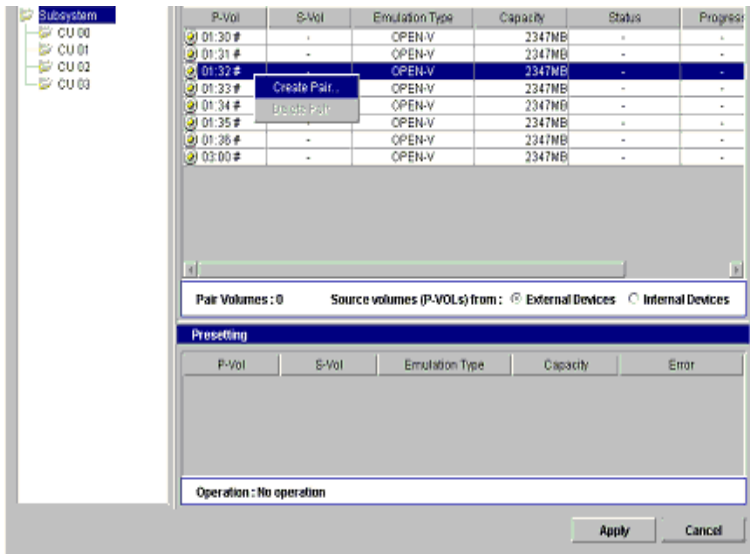 Subsystem
CU 00
CU 01
CU 02
CU 03
P-Vol S-Vol Emulation Type Capacity Status Progress
01:30 # - OPEN-V 2347MB - -
01:31 # - OPEN-V 2347MB - -
01:32 # - OPEN-V 2347MB - -
01:33 # OPEN-V 2347MB - -
01:34 # OPEN-V 2347MB - -
01:35 # - OPEN-V 2347MB - -
01:36 # - OPEN-V 2347MB - -
03:00 # - OPEN-V 2347MB - -
Create Pair..
Delete Pair
Pair Volumes : 0 Source volumes (P-VOLs) from : External Devices Internal Devices
Presetting
P-Vol S-Vol Emulation Type Capacity Error
Operation : No operation
Apply Cancel